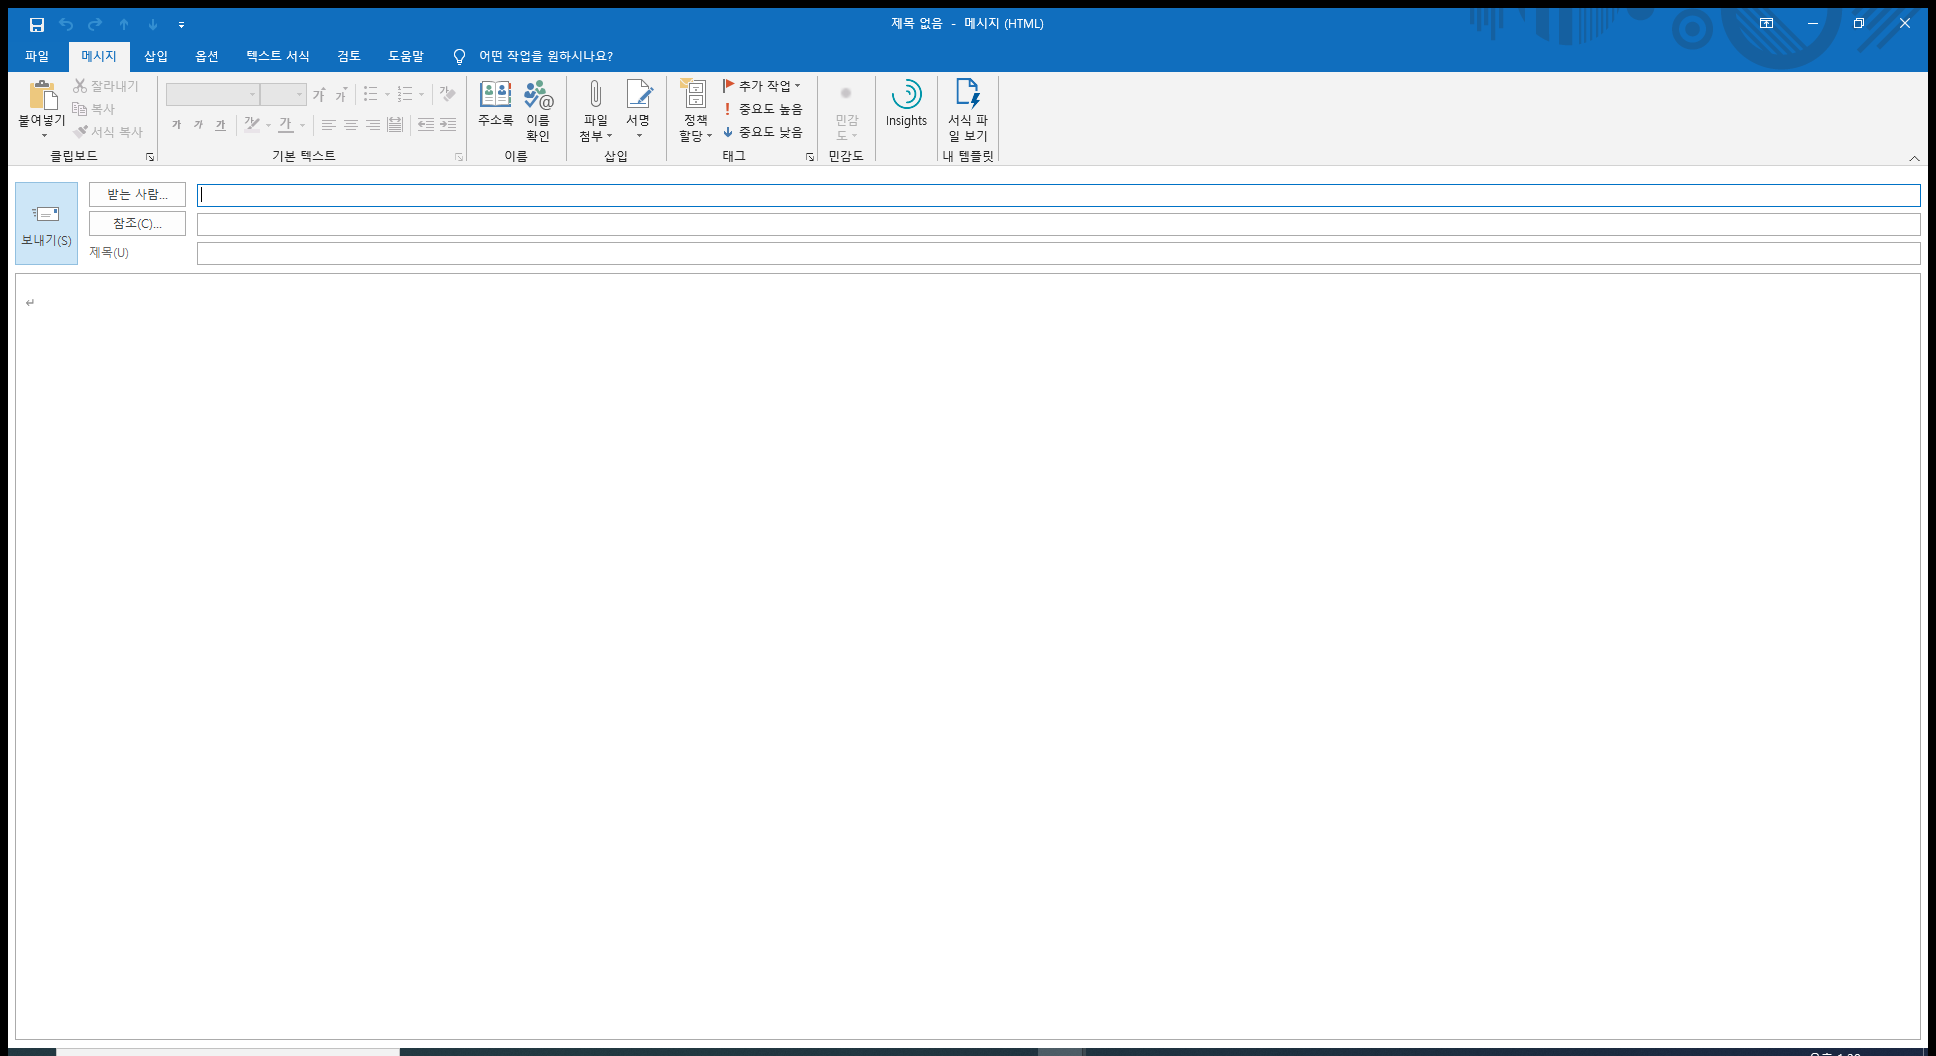 제목 없음 - 메시지 (HTML)
파일 메시지 삽입 옵션 텍스트 서식 검토 도움말 어떤 작업을 원하시나요?
붙여넣기
잘라내기
복사
서식 복사
클립보드
가 가
가
가 가 가 가 가
기본 텍스트
주소록
이름
확인
이름
파일
첨부
서명
삽입
정책
할당
추가 작업
중요도 높음
중요도 낮음
태그
민감
도
민감도
Insights
서식 파
일 보기
내 템플릿
보내기(S)
받는 사람...
참조(C)...
제목(U)